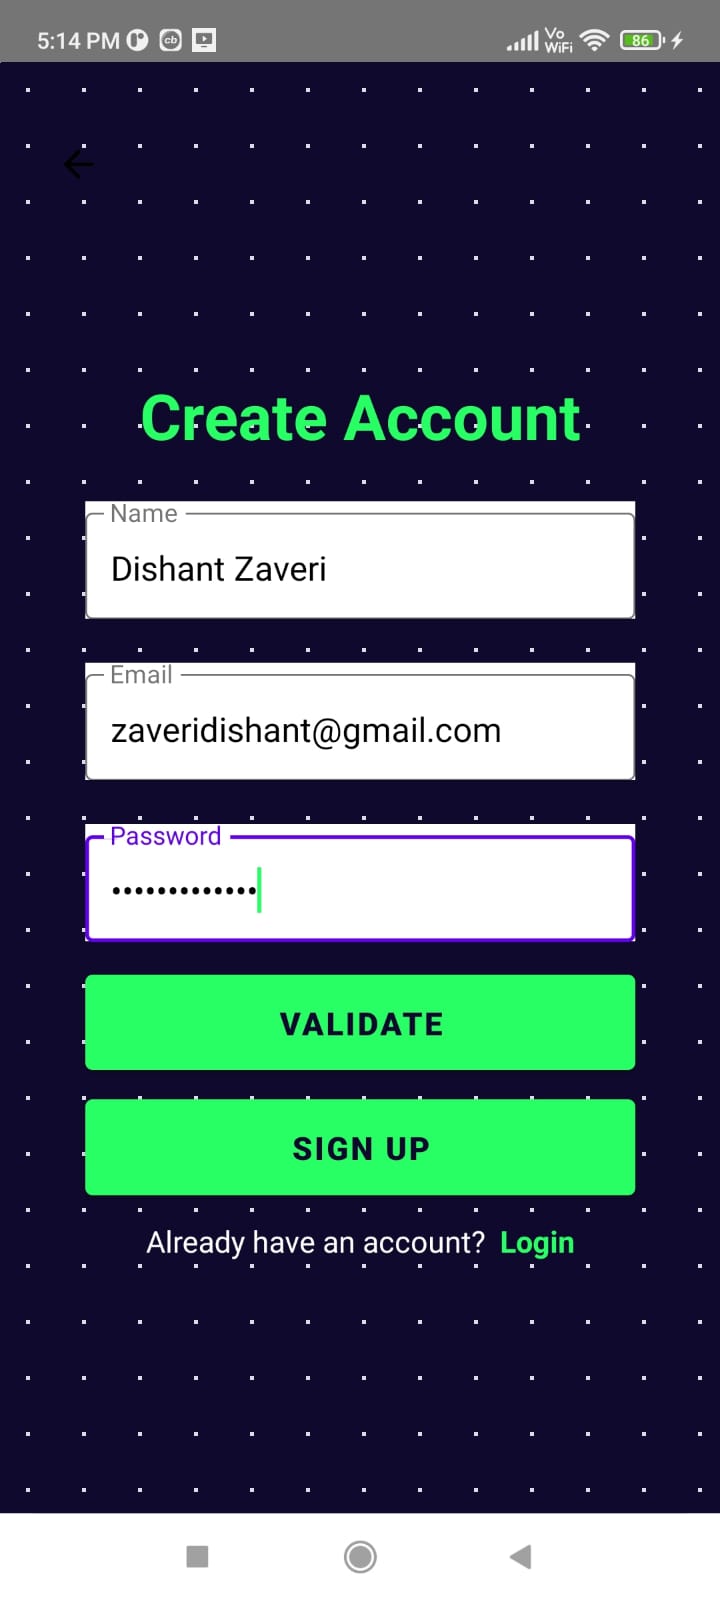 5:14 PM cb Vo WiFi 86
Create Account
Name
Dishant Zaveri
Email
zaveridishant@gmail.com
Password
•••••••••••••
VALIDATE
SIGN UP
Already have an account? Login